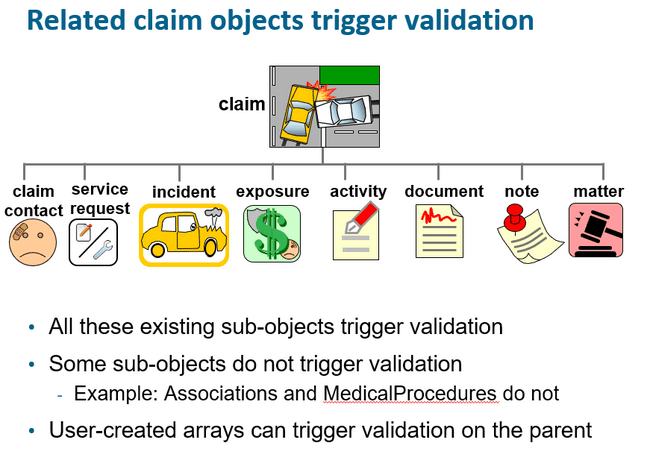 Related claim objects trigger validation
claim
claim contact
service request
incident
exposure
activity
document
note
matter
$
• All these existing sub-objects trigger validation
• Some sub-objects do not trigger validation
- Example: Associations and MedicalProcedures do not
• User-created arrays can trigger validation on the parent